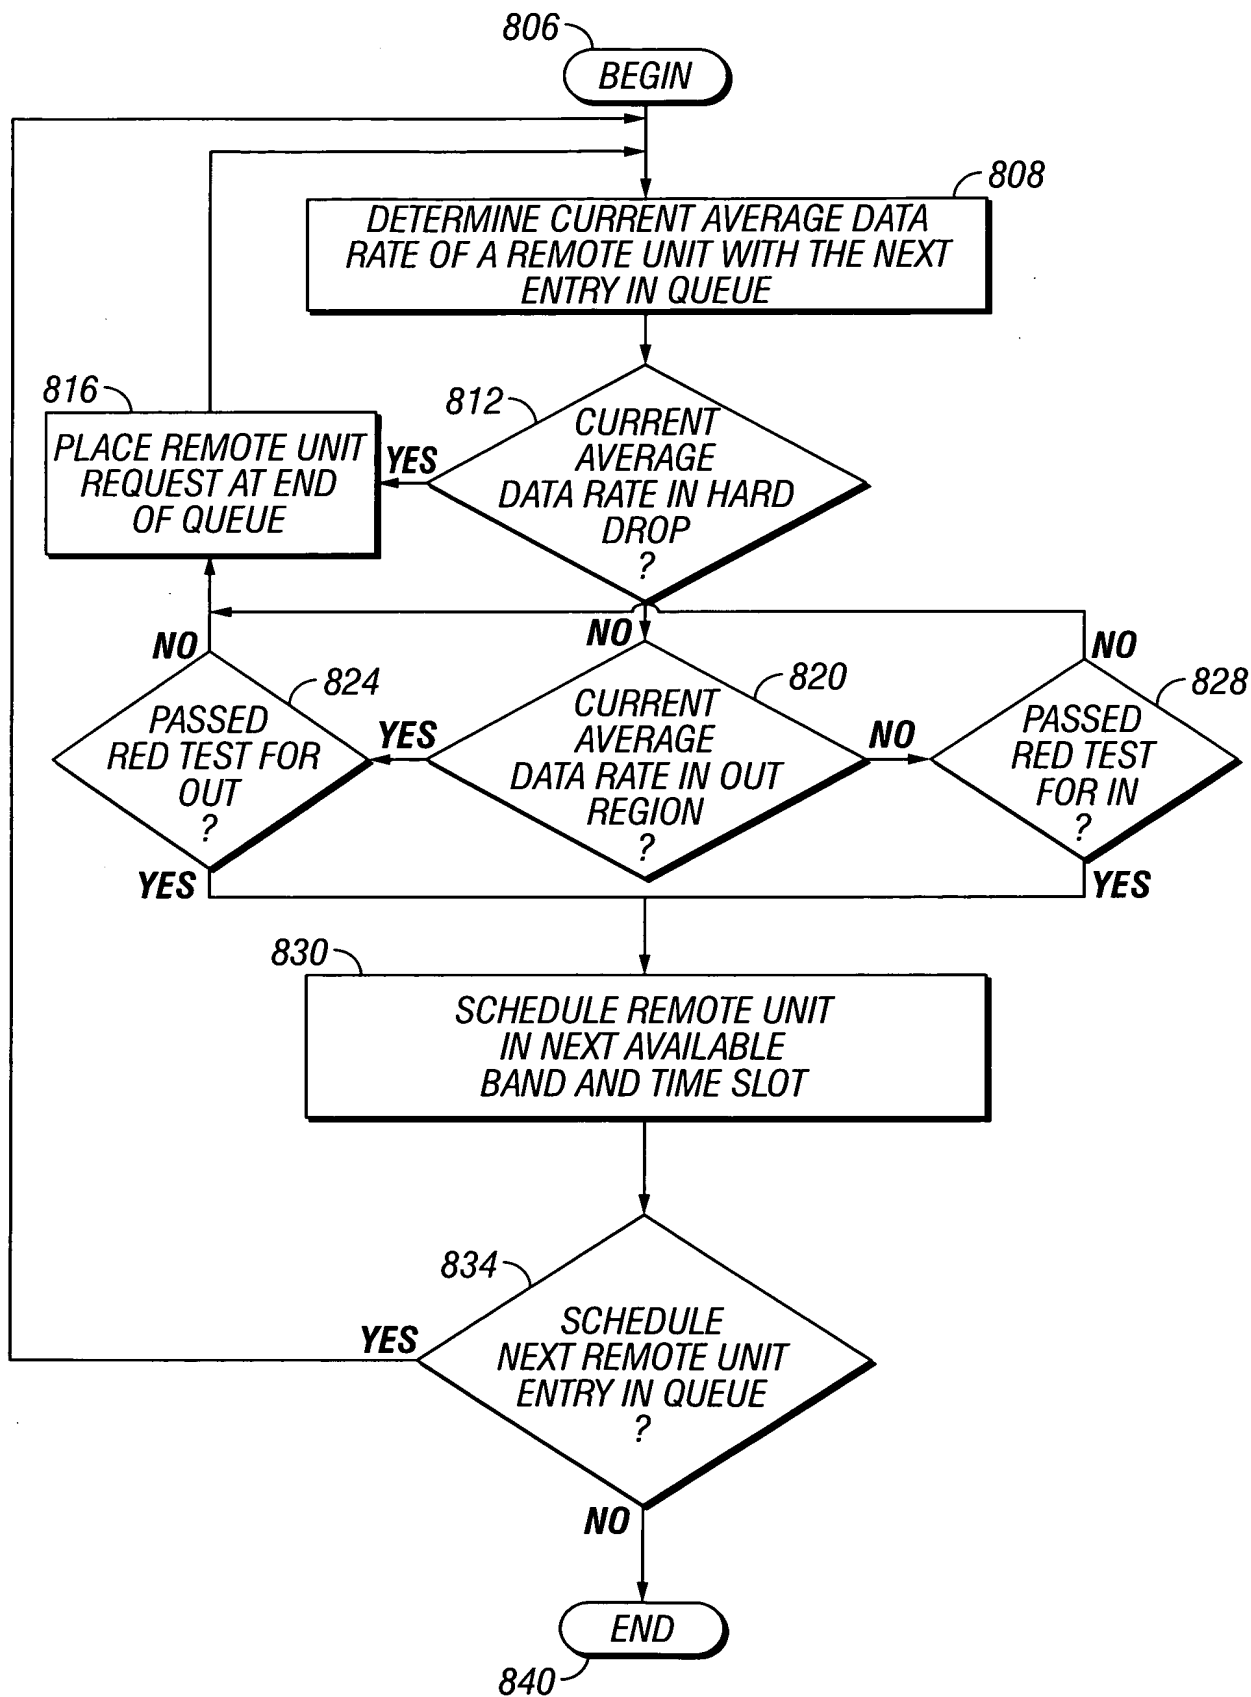 806
BEGIN
808
DETERMINE CURRENT AVERAGE DATA
RATE OF A REMOTE UNIT WITH THE NEXT
ENTRY IN QUEUE
816
PLACE REMOTE UNIT
REQUEST AT END
OF QUEUE
YES
812
CURRENT
AVERAGE
DATA RATE IN HARD
DROP
?
NO
NO
NO
824
PASSED
RED TEST FOR
OUT
?
YES
820
CURRENT
AVERAGE
DATA RATE IN OUT
REGION
?
NO
828
PASSED
RED TEST
FOR IN
?
YES
YES
830
SCHEDULE REMOTE UNIT
IN NEXT AVAILABLE
BAND AND TIME SLOT
834
YES
SCHEDULE
NEXT REMOTE UNIT
ENTRY IN QUEUE
?
NO
END
840